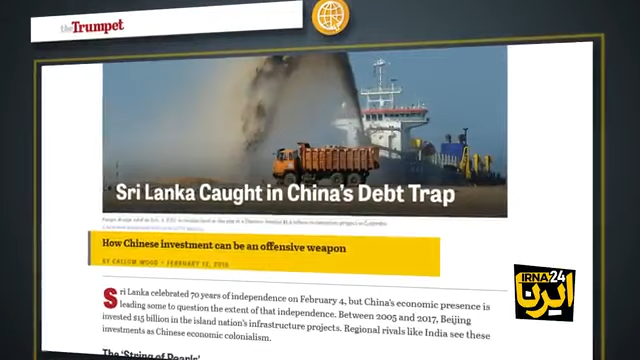 theTrumpet
Sri Lanka Caught in China's Debt Trap
How Chinese investment can be an offensive weapon
BY CALLUM WOOD • FEBRUARY 12, 2018
Sri Lanka celebrated 70 years of independence on February 4, but China's economic presence is
leading some to question the extent of that independence. Between 2005 and 2017, Beijing
invested $15 billion in the island nation's infrastructure projects. Regional rivals like India see these
investments as Chinese economic colonialism.
The 'String of Pearls'
IRNA24
ایرنا